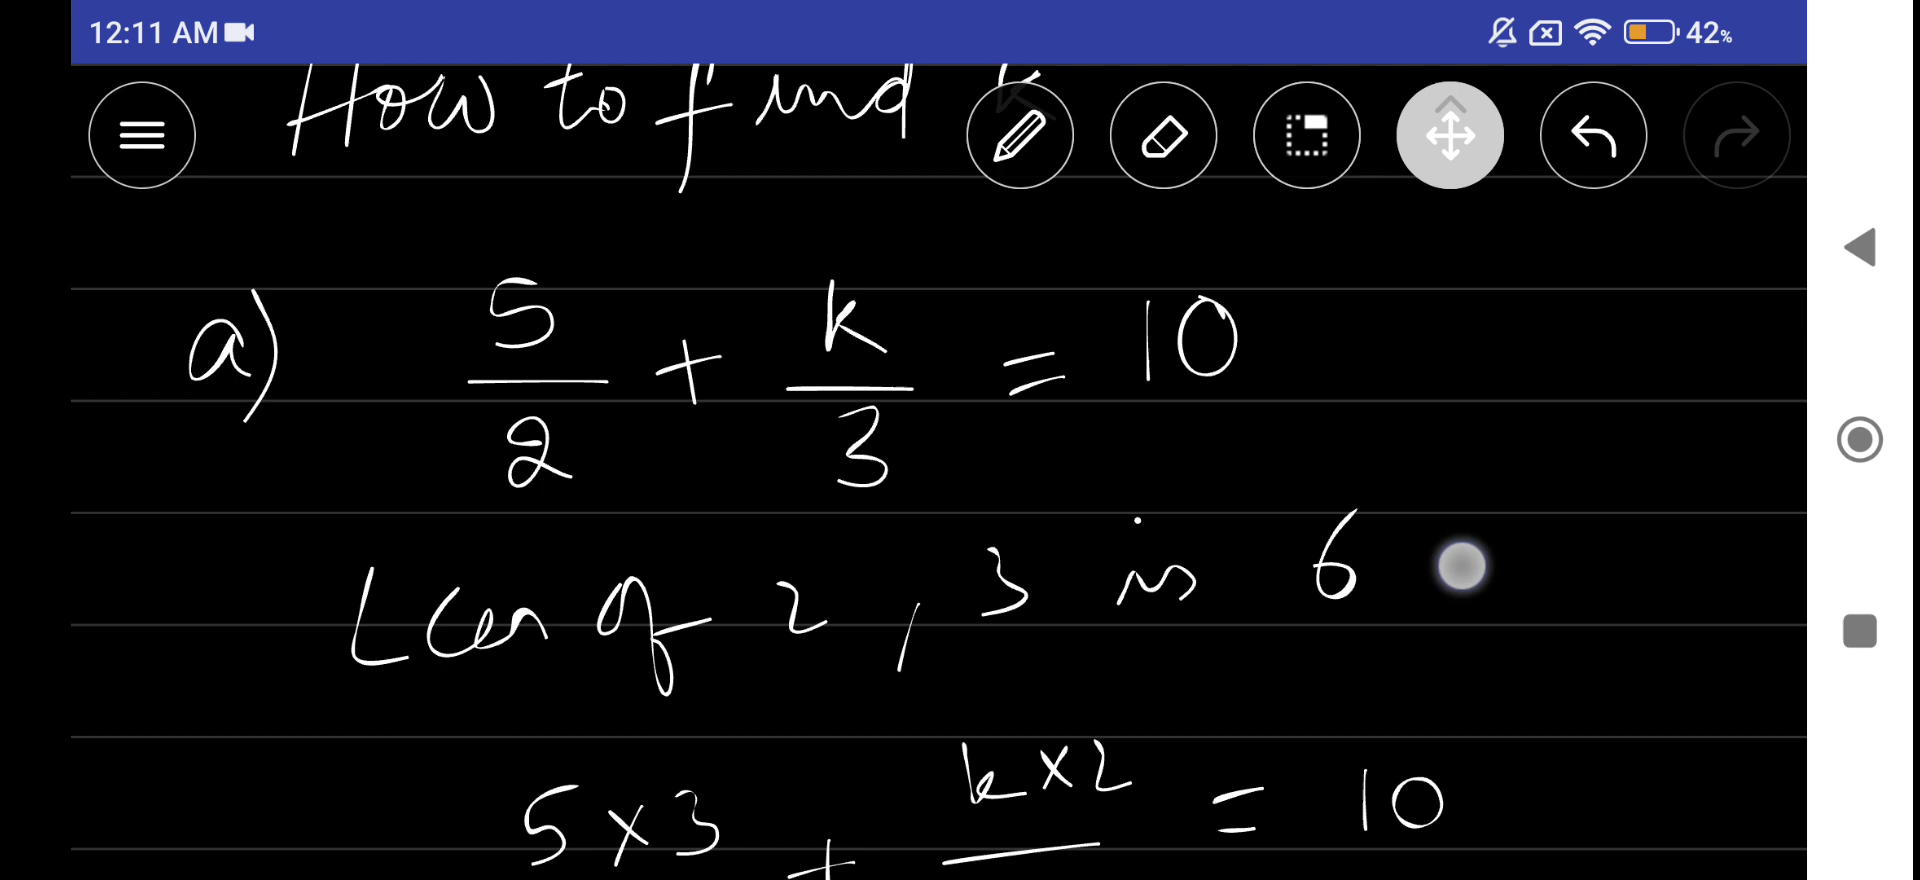 12:11 AM 42%
How to find k
a) 5/2 + k/3 = 10
Lcm of 2, 3 is 6
5 x 3 + k x 2 = 10